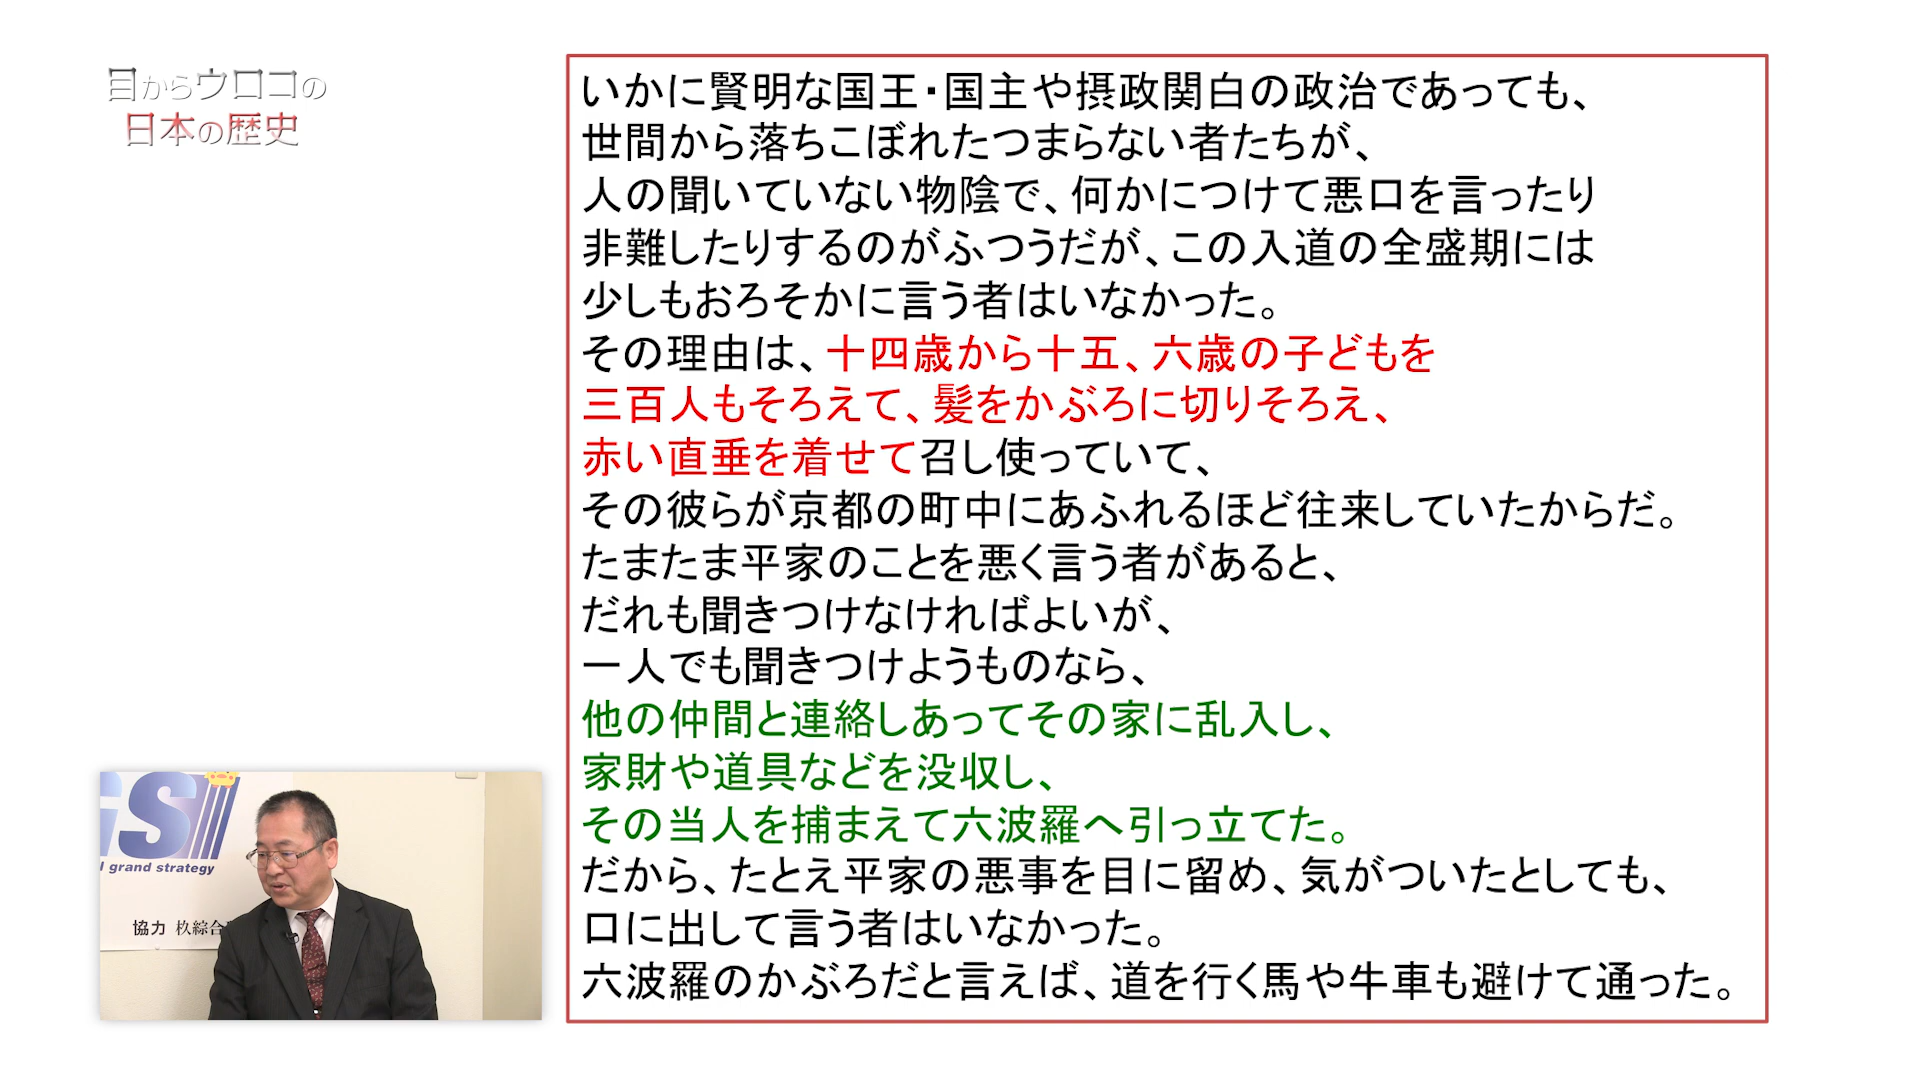 目からウロコの
日本の歴史
いかに賢明な国王・国主や摂政関白の政治であっても、
世間から落ちこぼれたつまらない者たちが、
人の聞いていない物陰で、何かにつけて悪口を言ったり
非難したりするのがふつうだが、この入道の全盛期には
少しもおろそかに言う者はいなかった。
その理由は、十四歳から十五、六歳の子どもを
三百人もそろえて、髪をかぶろに切りそろえ、
赤い直垂を着せて召し使っていて、
その彼らが京都の町中にあふれるほど往来していたからだ。
たまたま平家のことを悪く言う者があると、
だれも聞きつけなければよいが、
一人でも聞きつけようものなら、
他の仲間と連絡しあってその家に乱入し、
家財や道具などを没収し、
その当人を捕まえて六波羅へ引っ立てた。
だから、たとえ平家の悪事を目に留め、気がついたとしても、
口に出して言う者はいなかった。
六波羅のかぶろだと言えば、道を行く馬や牛車も避けて通った。
GSI
l grand strategy
協力 杦綜合